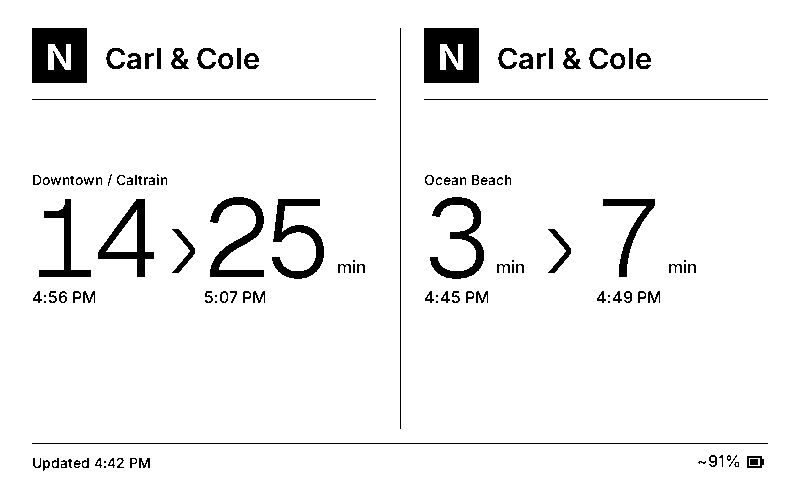 N Carl & Cole
Downtown / Caltrain
14 > 25 min
4:56 PM 5:07 PM
N Carl & Cole
Ocean Beach
3 min > 7 min
4:45 PM 4:49 PM
Updated 4:42 PM
~91%